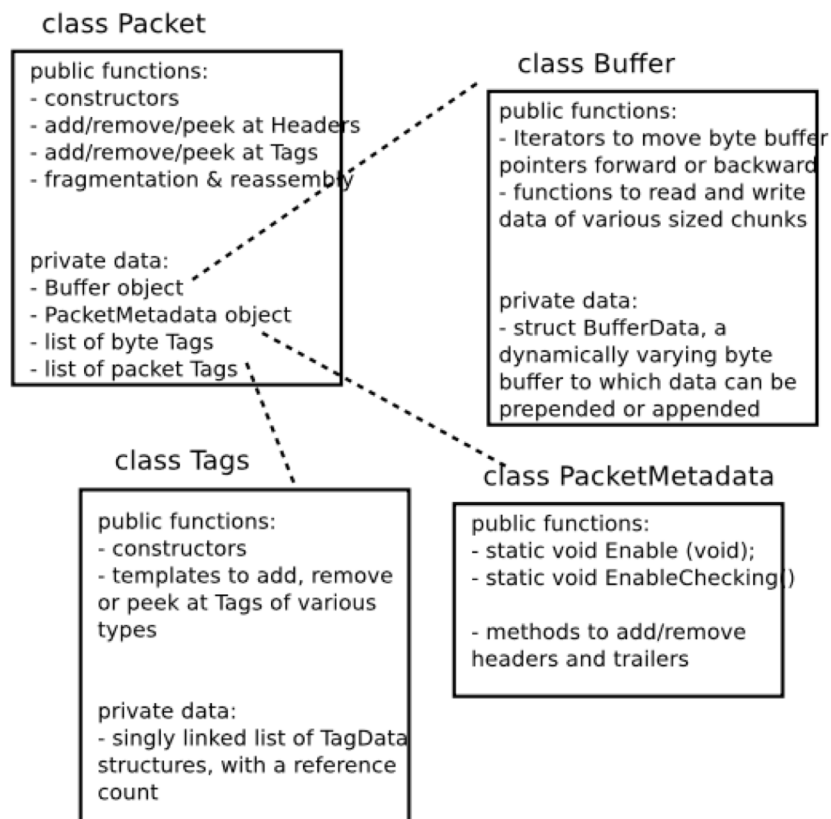 class Packet
public functions:
- constructors
- add/remove/peek at Headers
- add/remove/peek at Tags
- fragmentation & reassembly
private data:
- Buffer object
- PacketMetadata object
- list of byte Tags
- list of packet Tags
class Buffer
public functions:
- Iterators to move byte buffer
pointers forward or backward
- functions to read and write
data of various sized chunks
private data:
- struct BufferData, a
dynamically varying byte
buffer to which data can be
prepended or appended
class Tags
public functions:
- constructors
- templates to add, remove
or peek at Tags of various
types
private data:
- singly linked list of TagData
structures, with a reference
count
class PacketMetadata
public functions:
- static void Enable (void);
- static void EnableChecking()
- methods to add/remove
headers and trailers